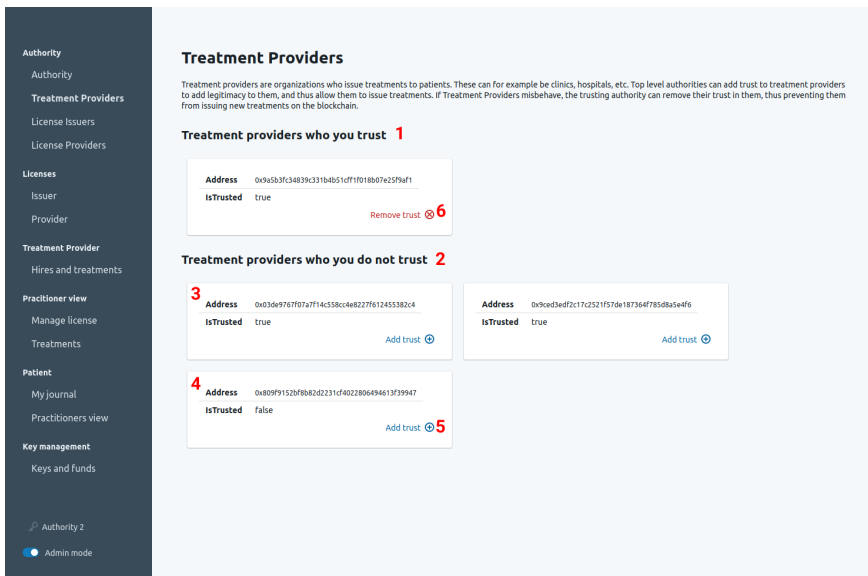 Authority
Authority
Treatment Providers
License Issuers
License Providers
Licenses
Issuer
Provider
Treatment Provider
Hires and treatments
Pracitioner view
Manage license
Treatments
Patient
My journal
Practitioners view
Key management
Keys and funds
Authority 2
Admin mode
Treatment Providers
Treatment providers are organizations who issue treatments to patients. These can for example be clinics, hospitals, etc. Top level authorities can add trust to treatment providers
to add legitimacy to them, and thus allow them to issue treatments. If Treatment Providers misbehave, the trusting authority can remove their trust in them, thus preventing them
from issuing new treatments on the blockchain.
Treatment providers who you trust 1
Address 0x9a5b3fc34839c331b4b51cff1f018b07e25f9af1
IsTrusted true
Remove trust 6
Treatment providers who you do not trust 2
3
Address 0x03de9767f07a7f14c558cc4e8227f612455382c4
IsTrusted true
Add trust
Address 0x9ced3edf2c17c2521f57de187364f785d8a5e4f6
IsTrusted true
Add trust
4
Address 0x809f9152bf8b82d2231cf4022806494613f39947
IsTrusted false
Add trust 5